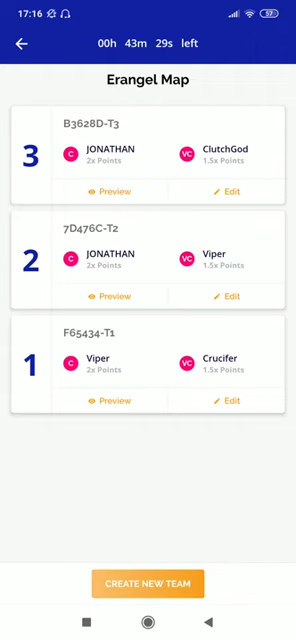 17:16 57
00h 43m 29s left
Erangel Map
B3628D-T3
3
C JONATHAN VC ClutchGod
2x Points 1.5x Points
Preview Edit
7D476C-T2
2
C JONATHAN VC Viper
2x Points 1.5x Points
Preview Edit
F65434-T1
1
C Viper VC Crucifer
2x Points 1.5x Points
Preview Edit
CREATE NEW TEAM